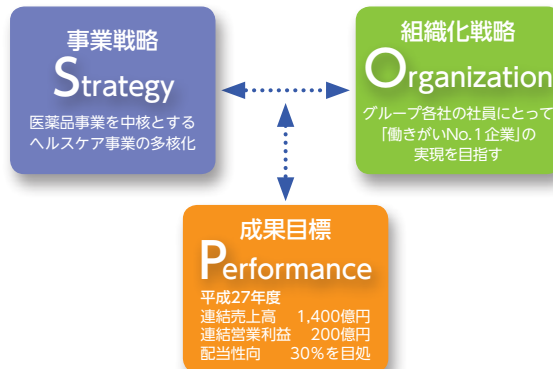 事業戦略
Strategy
医薬品事業を中核とする
ヘルスケア事業の多核化
組織化戦略
Organization
グループ各社の社員にとって
「働きがいNo.1企業」の
実現を目指す
成果目標
Performance
平成27年度
連結売上高 1,400億円
連結営業利益 200億円
配当性向 30%を目処